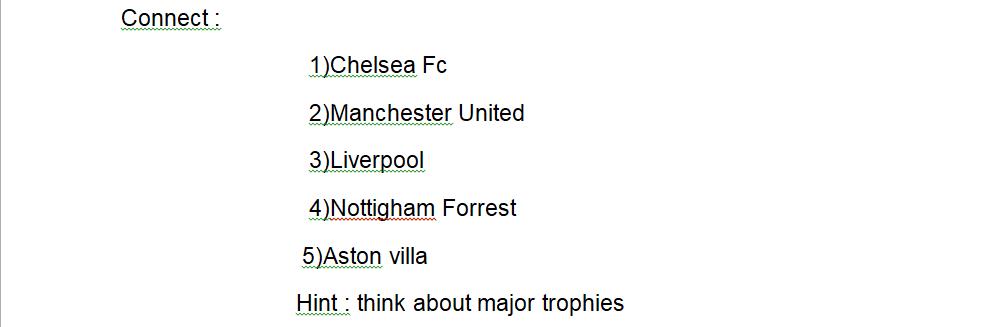 Connect :
1)Chelsea Fc
2)Manchester United
3)Liverpool
4)Nottigham Forrest
5)Aston villa
Hint : think about major trophies